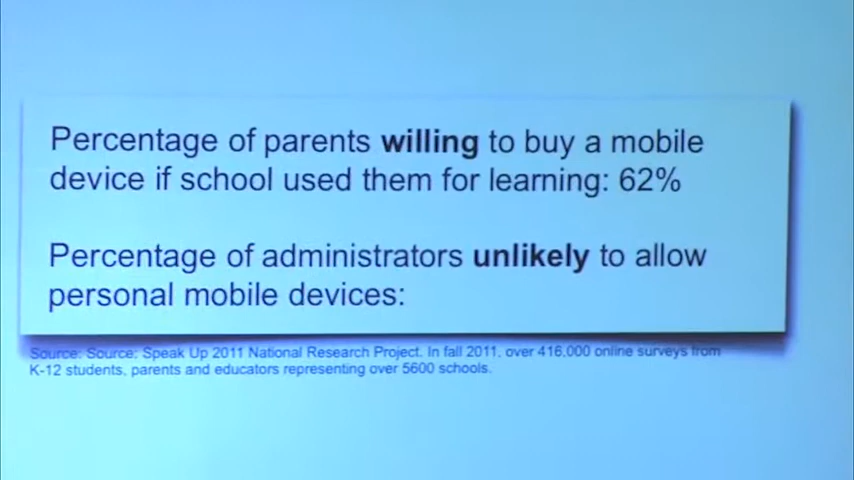 Percentage of parents willing to buy a mobile
device if school used them for learning: 62%
Percentage of administrators unlikely to allow
personal mobile devices:
Source: Source: Speak Up 2011 National Research Project. In fall 2011, over 416,000 online surveys from
K-12 students, parents and educators representing over 5600 schools.